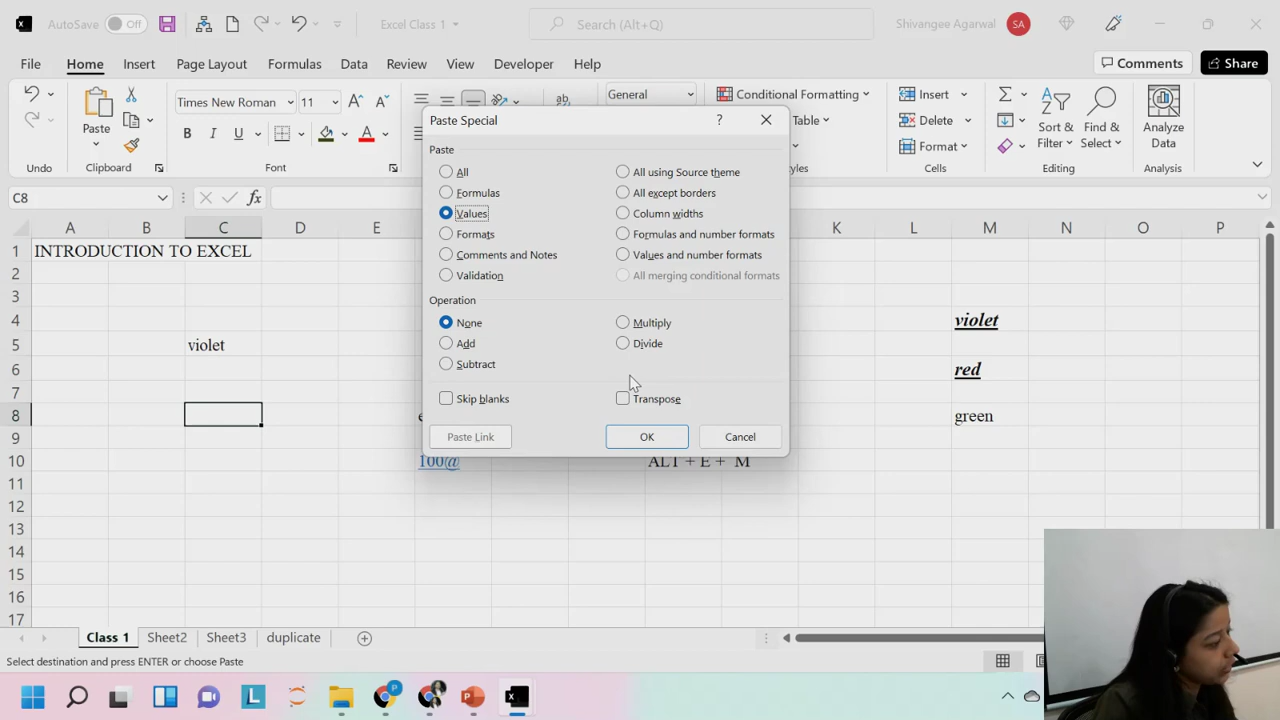 AutoSave Off Excel Class 1 Search (Alt+Q) Shivangee Agarwal SA
File Home Insert Page Layout Formulas Data Review View Developer Help Comments Share
Times New Roman 11 General Conditional Formatting Insert
Paste B I U A Table Delete Sort & Filter Find & Select Analyze Data
Format
Undo Clipboard Font Cells Editing
C8 fx
Paste Special ?
Paste
All All using Source theme
Formulas All except borders
Values Column widths
Formats Formulas and number formats
Comments and Notes Values and number formats
Validation All merging conditional formats
Operation
None Multiply
Add Divide
Subtract
Skip blanks Transpose
Paste Link OK Cancel
A B C D E K L M N O P
1 INTRODUCTION TO EXCEL
2
3
4 violet
5 violet
6 red
7
8 green
9
10 100@ ALT + E + M
11
12
13
14
15
16
17
Class 1 Sheet2 Sheet3 duplicate
Select destination and press ENTER or choose Paste